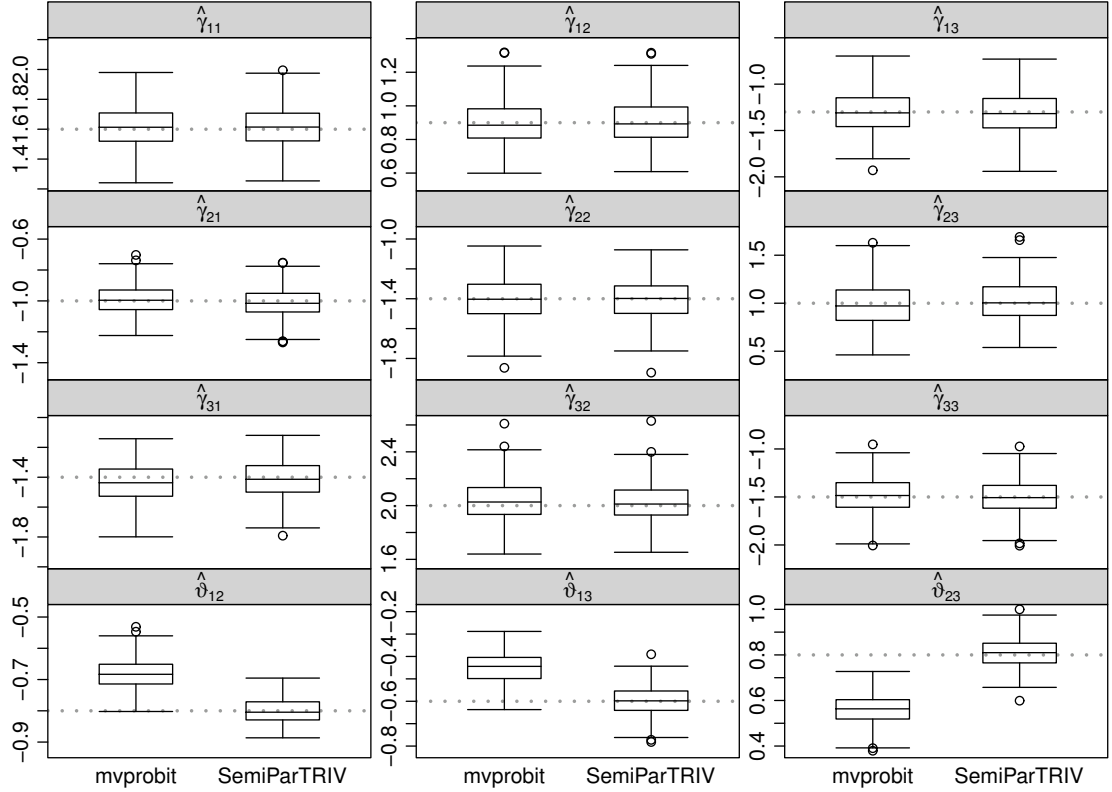 γ̂₁₁
γ̂₁₂
γ̂₁₃
1.4 1.6 1.8 2.0
0.6 0.8 1.0 1.2
−2.0 −1.5 −1.0
γ̂₂₁
γ̂₂₂
γ̂₂₃
−1.4 −1.0 −0.6
−1.8 −1.4 −1.0
0.5 1.0 1.5
γ̂₃₁
γ̂₃₂
γ̂₃₃
−1.8 −1.4
1.6 2.0 2.4
−2.0 −1.5 −1.0
ϑ̂₁₂
ϑ̂₁₃
ϑ̂₂₃
−0.9 −0.7 −0.5
−0.8 −0.6 −0.4 −0.2
0.4 0.6 0.8 1.0
mvprobit SemiParTRIV
mvprobit SemiParTRIV
mvprobit SemiParTRIV